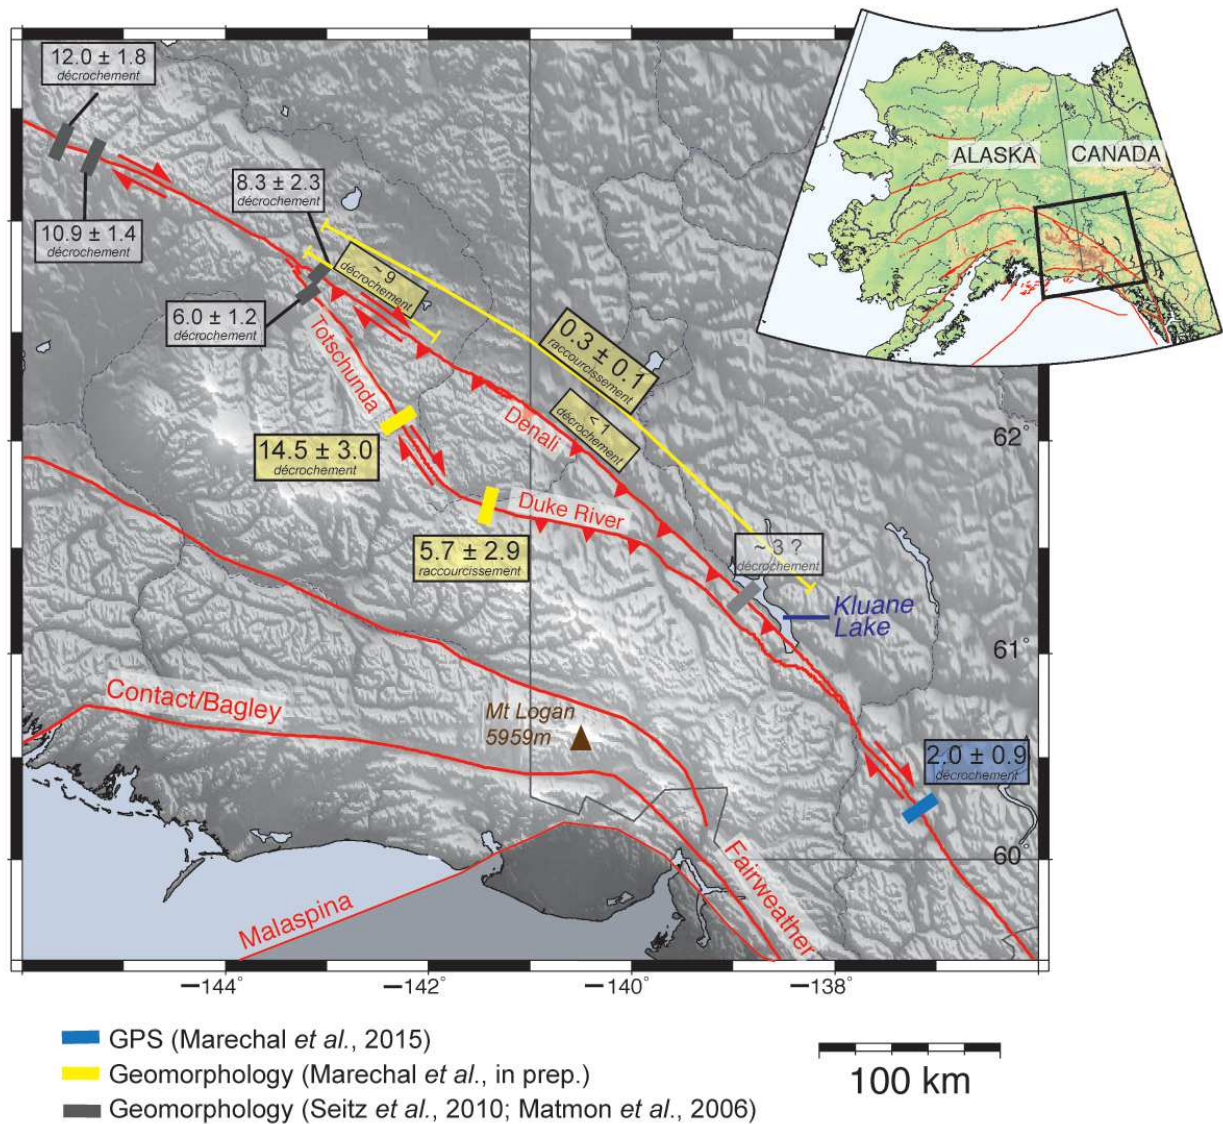 12.0 ± 1.8
décrochement
10.9 ± 1.4
décrochement
8.3 ± 2.3
décrochement
6.0 ± 1.2
décrochement
~ 9
décrochement
0.3 ± 0.1
raccourcissement
< 1
décrochement
Totschunda
Denali
14.5 ± 3.0
décrochement
Duke River
5.7 ± 2.9
raccourcissement
~ 3 ?
décrochement
Kluane
Lake
Contact/Bagley
Mt Logan
5959m
2.0 ± 0.9
décrochement
Fairweather
Malaspina
ALASKA
CANADA
62°
61°
60°
−144°
−142°
−140°
−138°
GPS (Marechal et al., 2015)
Geomorphology (Marechal et al., in prep.)
Geomorphology (Seitz et al., 2010; Matmon et al., 2006)
100 km